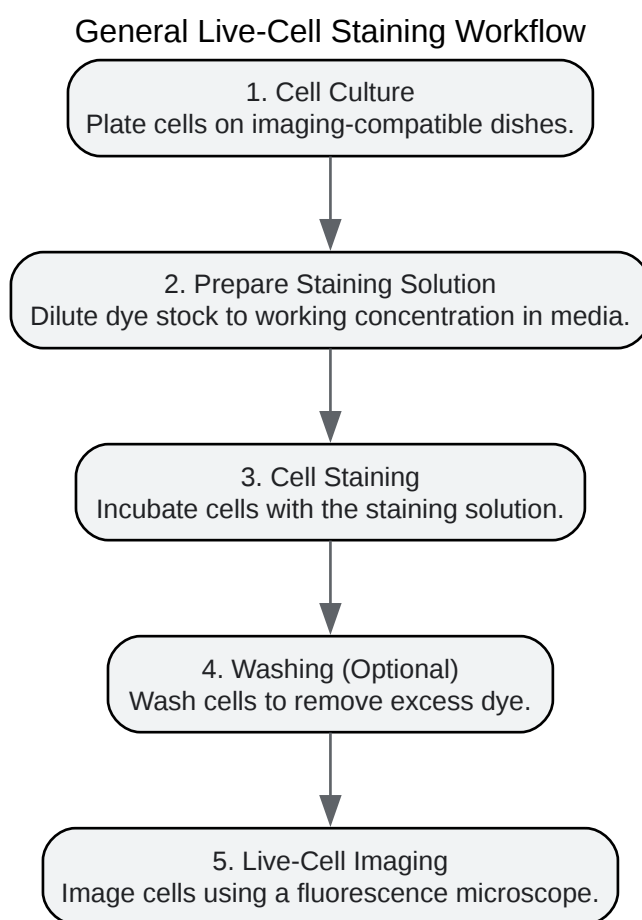 General Live-Cell Staining Workflow
1. Cell Culture
Plate cells on imaging-compatible dishes.
2. Prepare Staining Solution
Dilute dye stock to working concentration in media.
3. Cell Staining
Incubate cells with the staining solution.
4. Washing (Optional)
Wash cells to remove excess dye.
5. Live-Cell Imaging
Image cells using a fluorescence microscope.